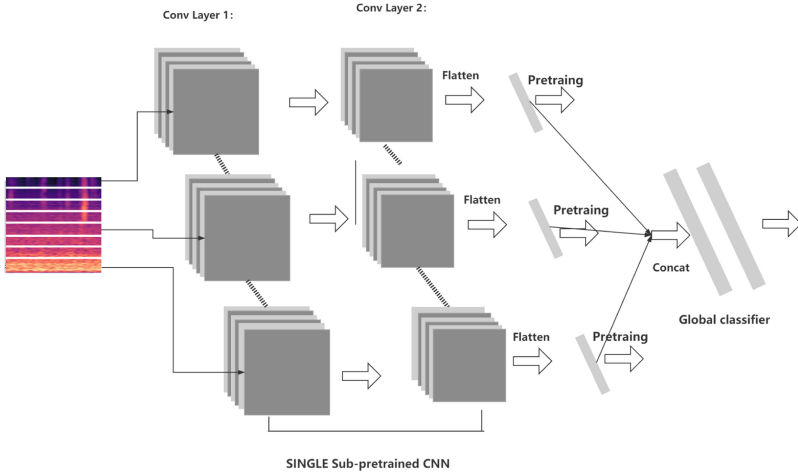 Conv Layer 1:
Conv Layer 2:
Flatten
Pretraing
Flatten
Pretraing
Concat
Global classifier
Flatten
Pretraing
SINGLE Sub-pretrained CNN